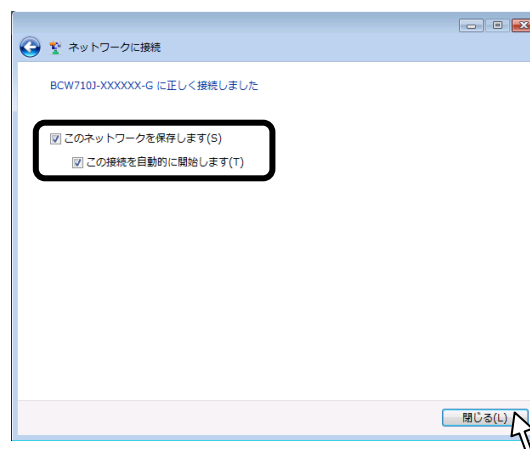 ネットワークに接続
BCW710J-XXXXXX-G に正しく接続しました
このネットワークを保存します(S)
この接続を自動的に開始します(T)
閉じる(L)